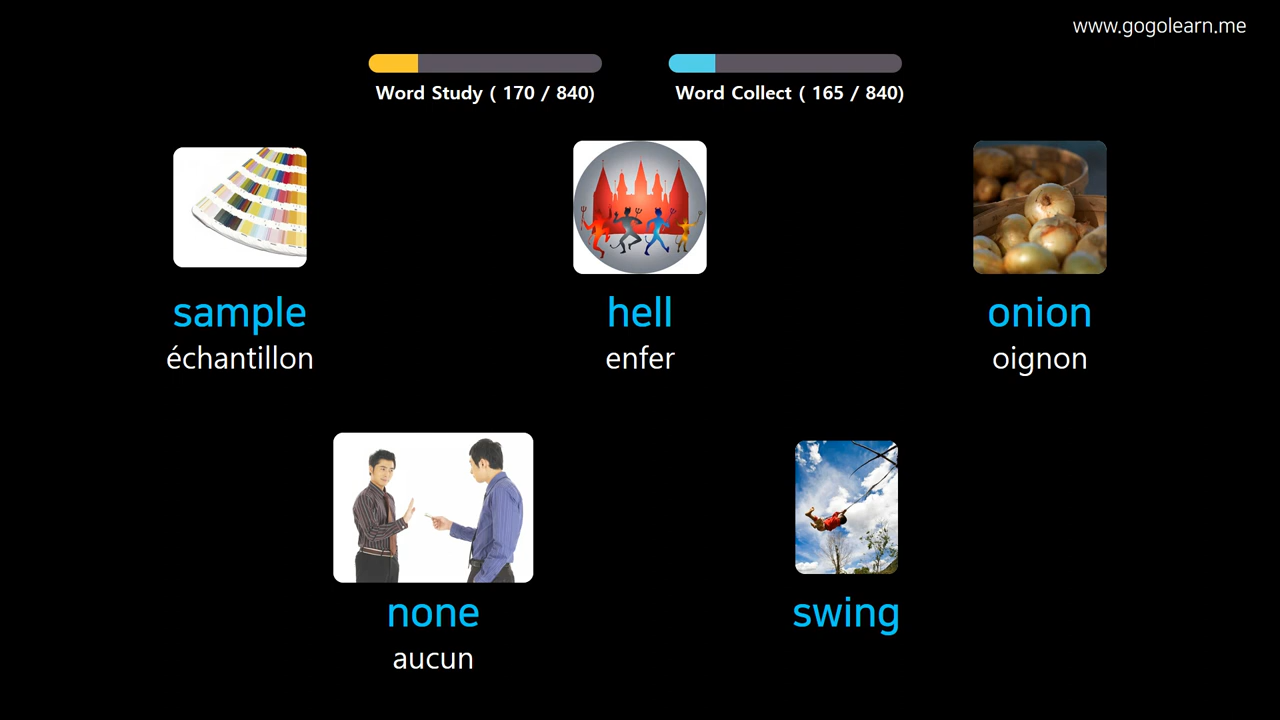 www.gogolearn.me
Word Study ( 170 / 840)
Word Collect ( 165 / 840)
sample
échantillon
hell
enfer
onion
oignon
none
aucun
swing